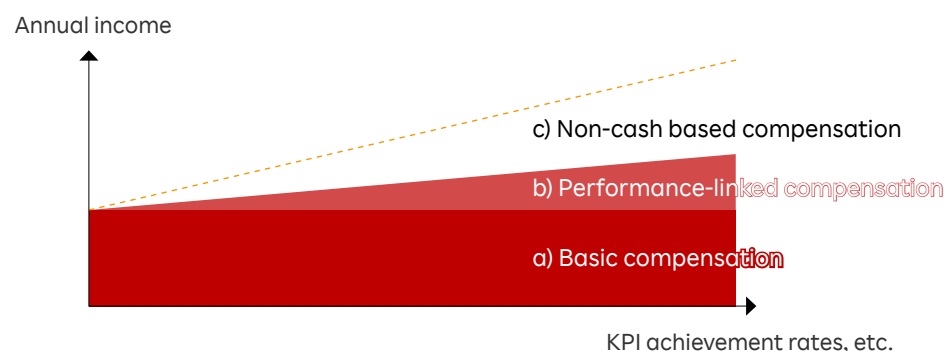 Annual income
c) Non-cash based compensation
b) Performance-linked compensation
a) Basic compensation
KPI achievement rates, etc.